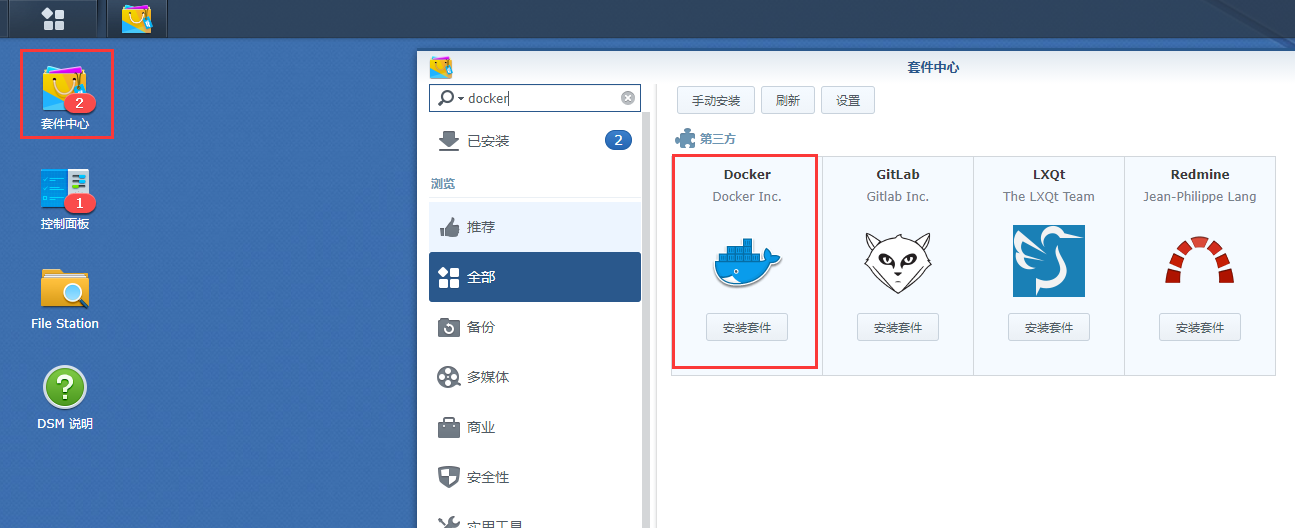 2
套件中心
1
控制面板
File Station
?
DSM 说明
套件中心
docker
已安装
2
浏览
推荐
全部
备份
多媒体
商业
安全性
实用工具
手动安装
刷新
设置
第三方
Docker
Docker Inc.
安装套件
GitLab
Gitlab Inc.
安装套件
LXQt
The LXQt Team
安装套件
Redmine
Jean-Philippe Lang
安装套件